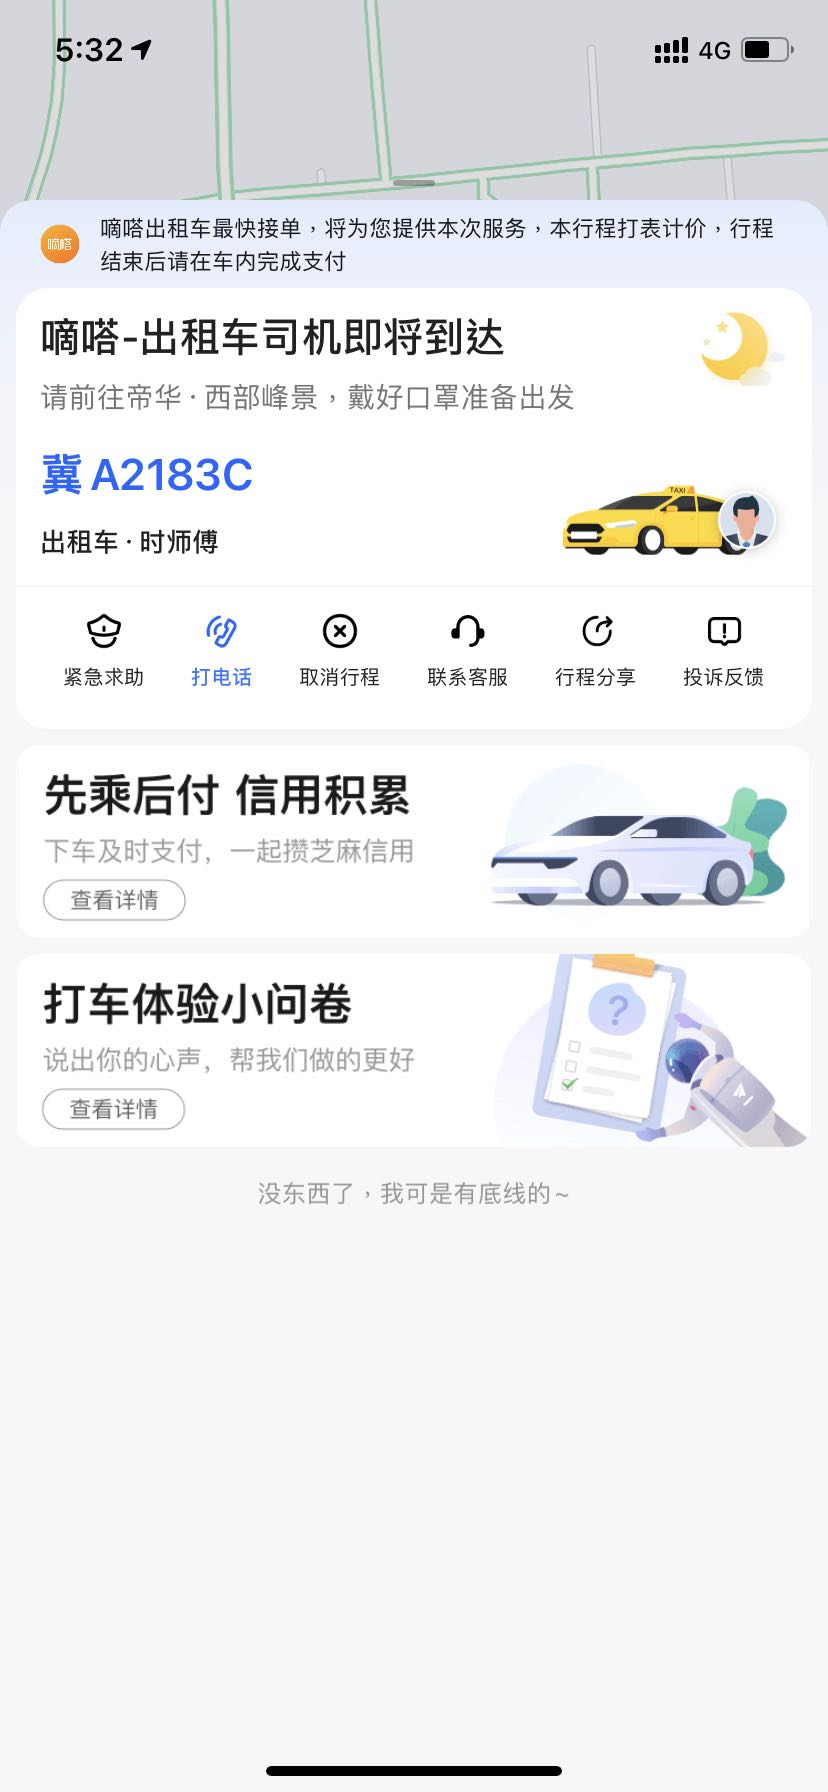 5:32
4G
嘀嗒
嘀嗒出租车最快接单，将为您提供本次服务，本行程打表计价，行程
结束后请在车内完成支付
嘀嗒-出租车司机即将到达
请前往帝华·西部峰景，戴好口罩准备出发
冀A2183C
TAXI
出租车·时师傅
紧急求助
打电话
取消行程
联系客服
行程分享
投诉反馈
先乘后付 信用积累
下车及时支付，一起攒芝麻信用
查看详情
打车体验小问卷
说出你的心声，帮我们做的更好
查看详情
?
没东西了，我可是有底线的~